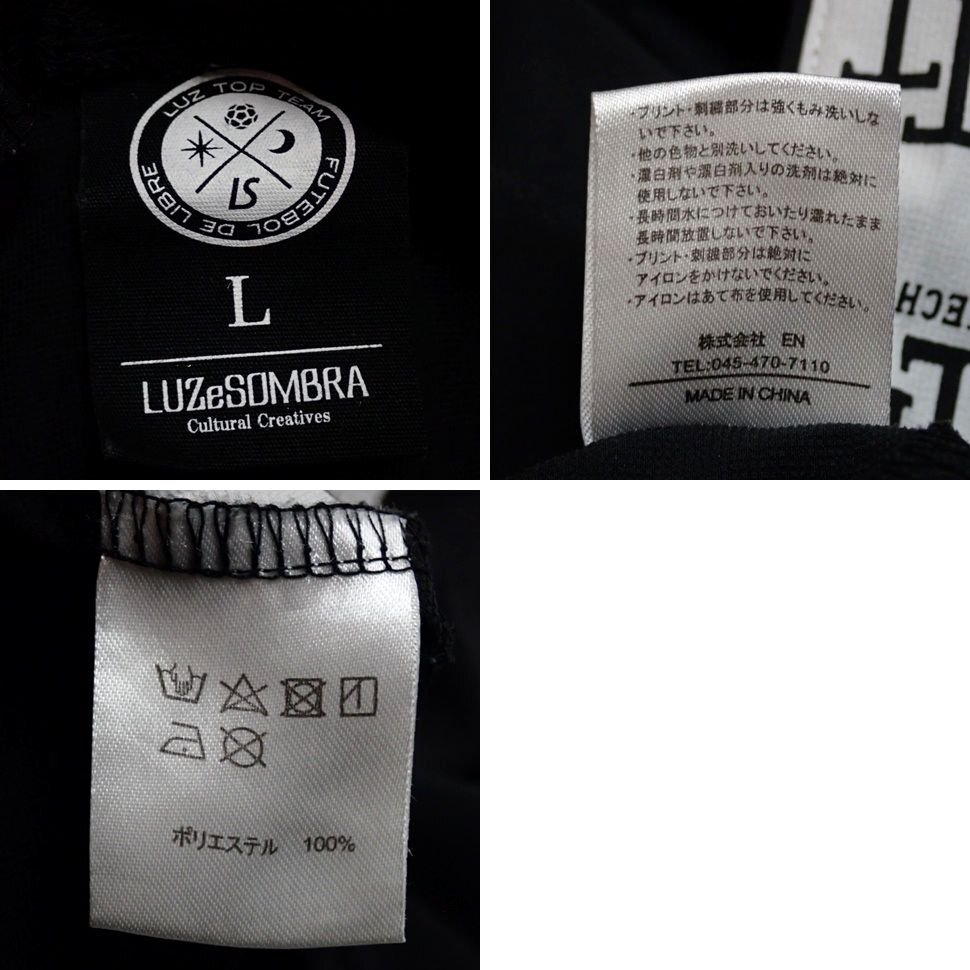 LUZ TOP TEAM
FUTEBOL DE LIBRE
LS
L
LUZeSOMBRA
Cultural Creatives
・プリント・刺繍部分は強くもみ洗いしな
いで下さい。
・他の色物と別洗いしてください。
・漂白剤や漂白剤入りの洗剤は絶対に
使用しないで下さい。
・長時間水につけておいたり濡れたまま
長時間放置しないで下さい。
・プリント・刺繍部分は絶対に
アイロンをかけないでください。
・アイロンはあて布を使用してください。
株式会社 EN
TEL:045-470-7110
MADE IN CHINA
ECH
ポリエステル 100%